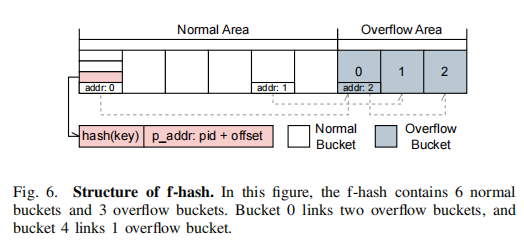 Normal Area Overflow Area
0 1 2
addr: 0 addr: 1 addr: 2
hash(key) p_addr: pid + offset Normal Bucket Overflow Bucket
Fig. 6. Structure of f-hash. In this figure, the f-hash contains 6 normal
buckets and 3 overflow buckets. Bucket 0 links two overflow buckets, and
bucket 4 links 1 overflow bucket.